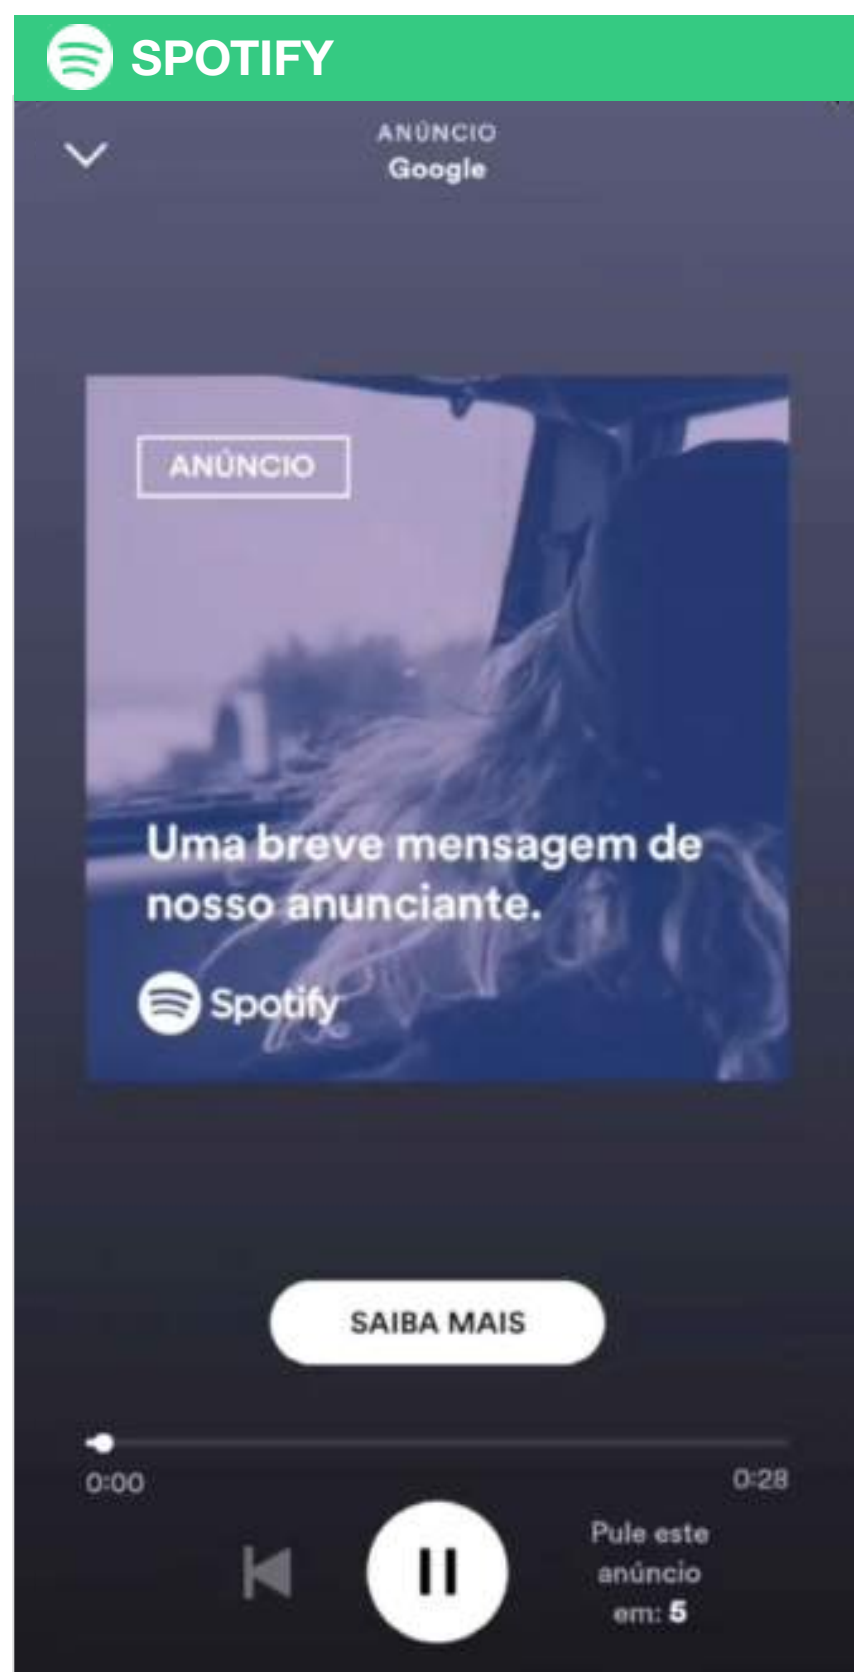 SPOTIFY
ANÚNCIO
Google
ANÚNCIO
Uma breve mensagem de
nosso anunciante.
Spotify
SAIBA MAIS
0:00
0:28
Pule este
anúncio
em: 5